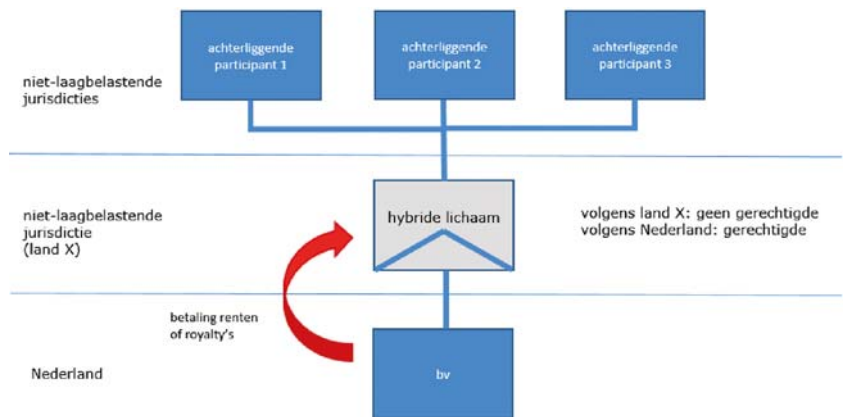 achterliggende
participant 1
achterliggende
participant 2
achterliggende
participant 3
niet-laagbelastende
jurisdicties
niet-laagbelastende
jurisdictie
(land X)
hybride lichaam
volgens land X: geen gerechtigde
volgens Nederland: gerechtigde
betaling renten
of royalty's
Nederland
bv